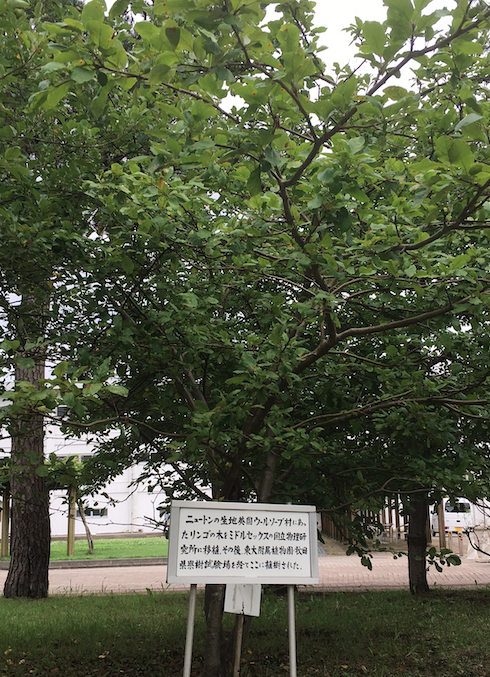 ニュートンの生地英国ウールソープ村にあっ
たリンゴの木をミドルセックスの国立物理研
究所に移植,その後,東大附属植物園・秋田
県果樹試験場を経てここに植樹された.